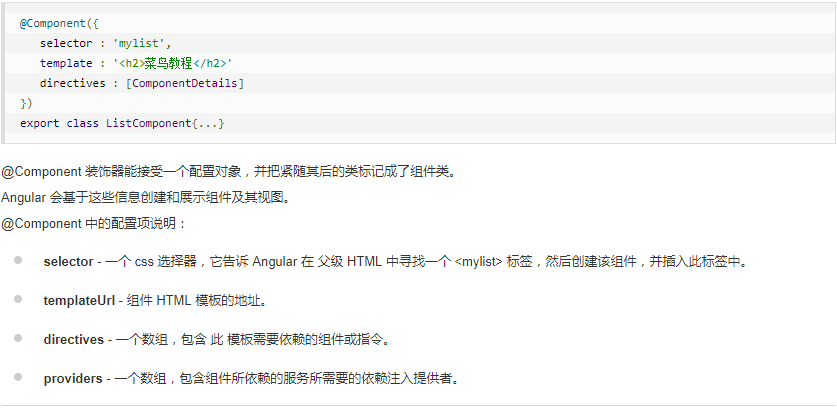 @Component({
selector : 'mylist',
template : '<h2>菜鸟教程</h2>'
directives : [ComponentDetails]
})
export class ListComponent{...}
@Component 装饰器能接受一个配置对象，并把紧随其后的类标记成了组件类。
Angular 会基于这些信息创建和展示组件及其视图。
@Component 中的配置项说明：
selector - 一个 css 选择器，它告诉 Angular 在 父级 HTML 中寻找一个 <mylist> 标签，然后创建该组件，并插入此标签中。
templateUrl - 组件 HTML 模板的地址。
directives - 一个数组，包含 此 模板需要依赖的组件或指令。
providers - 一个数组，包含组件所依赖的服务所需要的依赖注入提供者。